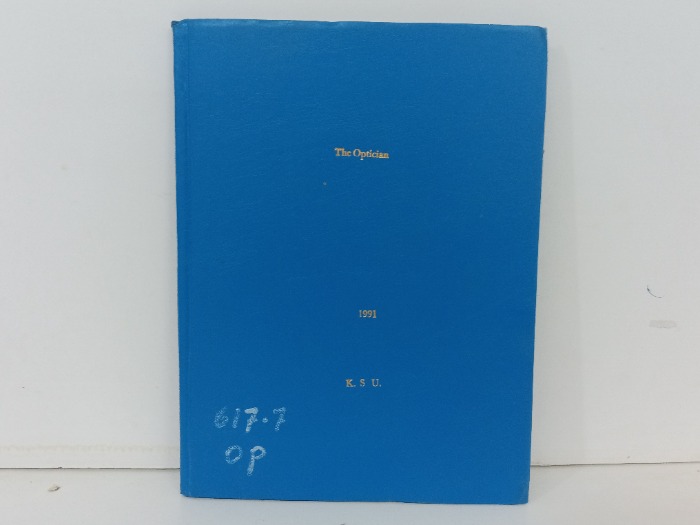 The Optician
1991
K. S U.
617.7
OP